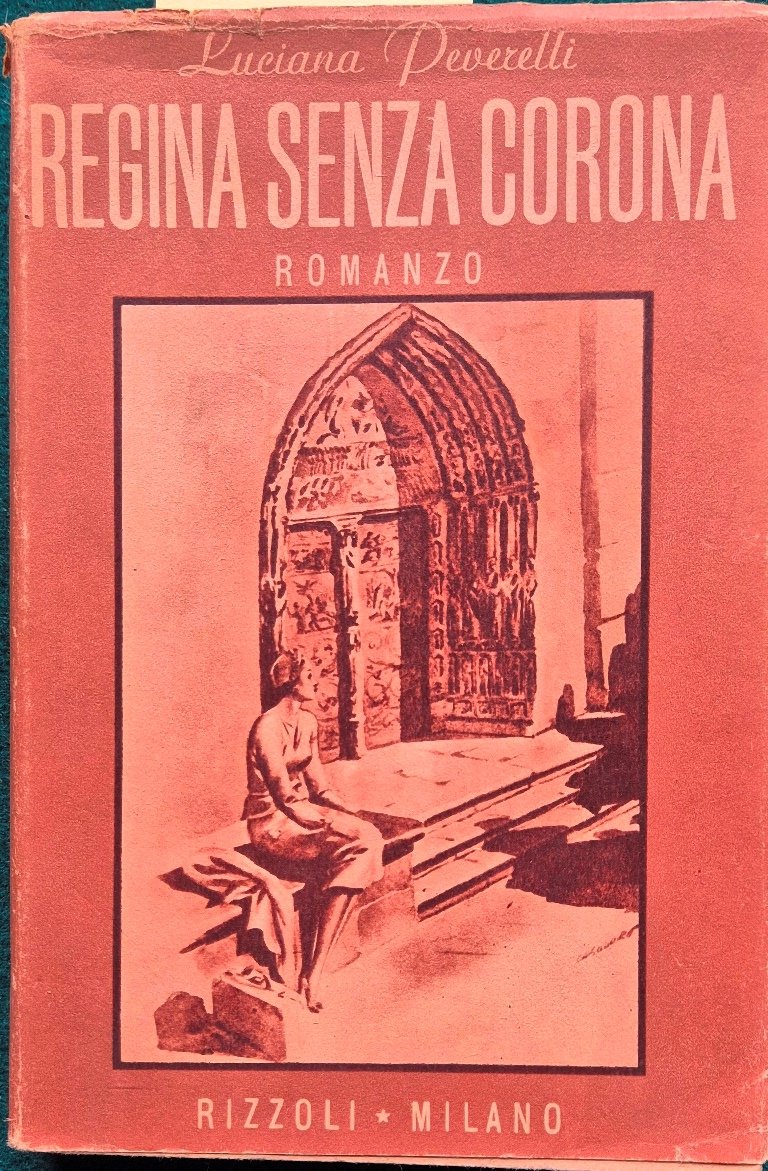 Luciana Peverelli
REGINA SENZA CORONA
ROMANZO
RIZZOLI ★ MILANO